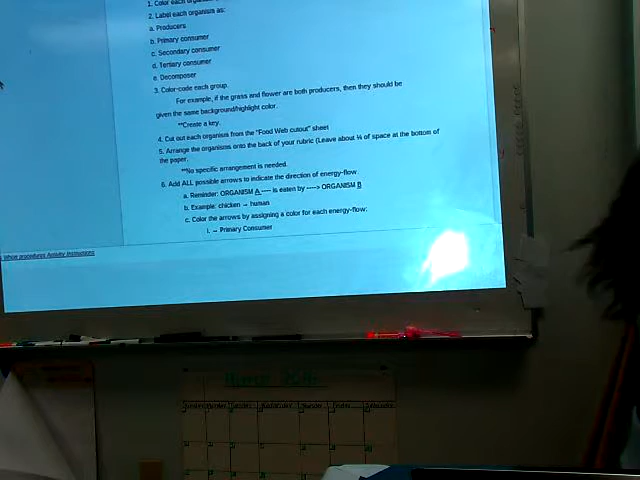 1. Color each
2. Label each organism as:
a. Producers
b. Primary consumer
c. Secondary consumer
d. Tertiary consumer
e. Decomposer
3. Color-code each group.
For example, if the grass and flower are both producers, then they should be
given the same background/highlight color.
**Create a key.
4. Cut out each organism from the "Food Web cutout" sheet
5. Arrange the organisms onto the back of your rubric (Leave about ¼ of space at the bottom of
the paper.
**No specific arrangement is needed.
6. Add ALL possible arrows to indicate the direction of energy-flow
a. Reminder: ORGANISM A ---- is eaten by ----> ORGANISM B
b. Example: chicken → human
c. Color the arrows by assigning a color for each energy-flow:
i. → Primary Consumer
Whole procedures Activity Instructions